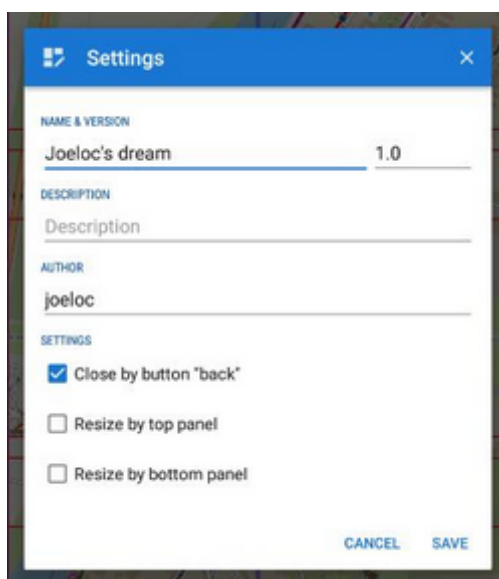 Settings
NAME & VERSION
Joeloc's dream 1.0
DESCRIPTION
Description
AUTHOR
joeloc
SETTINGS
Close by button "back"
Resize by top panel
Resize by bottom panel
CANCEL SAVE